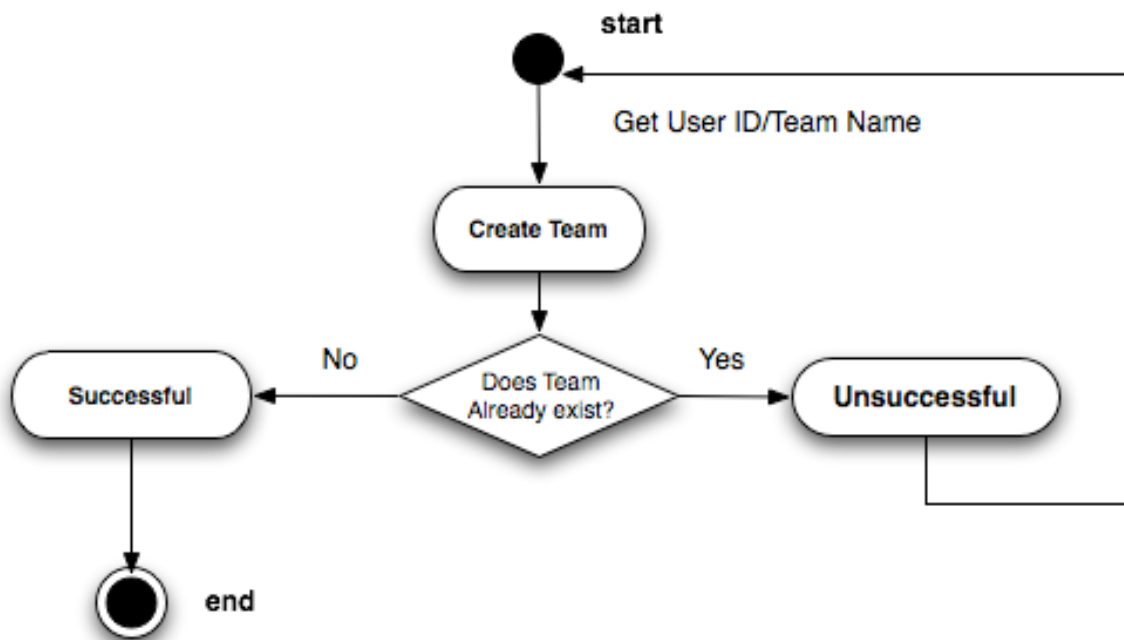 start
Get User ID/Team Name
Create Team
No
Yes
Does Team
Already exist?
Successful
Unsuccessful
end